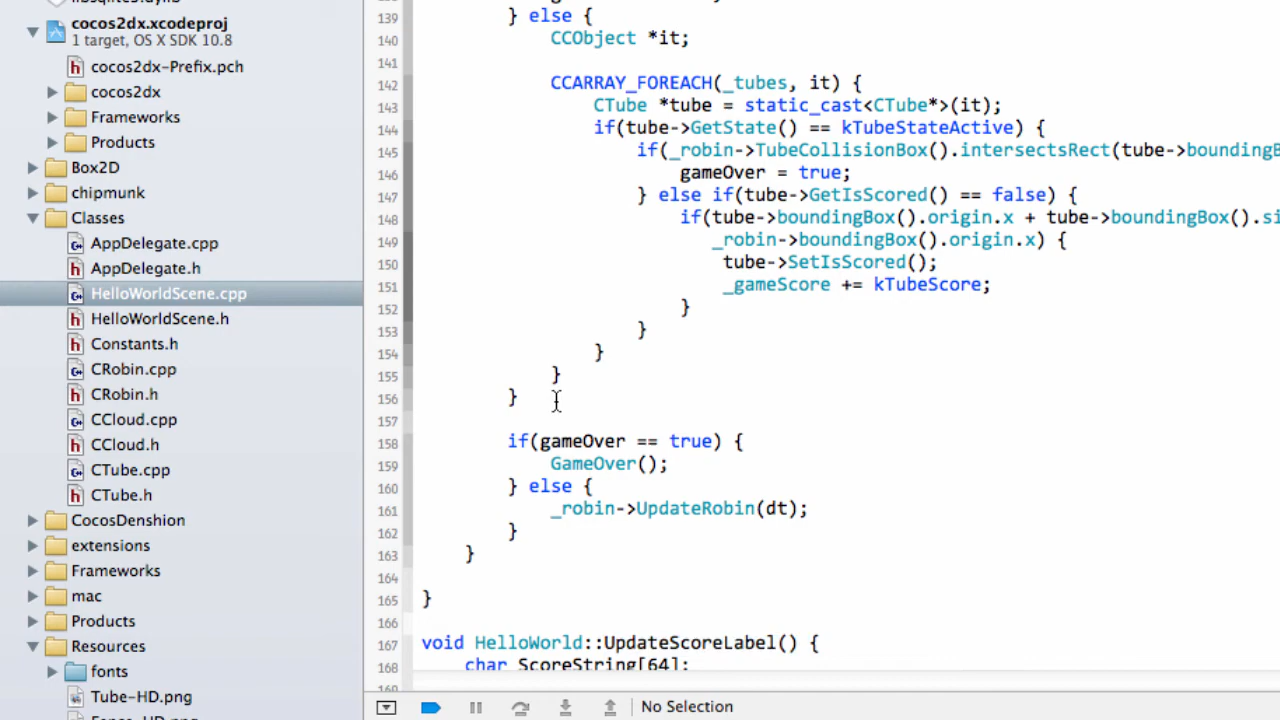 cocos2dx.xcodeproj
1 target, OS X SDK 10.8
cocos2dx-Prefix.pch
cocos2dx
Frameworks
Products
Box2D
chipmunk
Classes
AppDelegate.cpp
AppDelegate.h
HelloWorldScene.cpp
HelloWorldScene.h
Constants.h
CRobin.cpp
CRobin.h
CCloud.cpp
CCloud.h
CTube.cpp
CTube.h
CocosDenshion
extensions
Frameworks
mac
Products
Resources
fonts
Tube-HD.png
139 } else {
140 CCObject *it;
141
142 CCARRAY_FOREACH(_tubes, it) {
143 CTube *tube = static_cast<CTube*>(it);
144 if(tube->GetState() == kTubeStateActive) {
145 if(_robin->TubeCollisionBox().intersectsRect(tube->boundingB
146 gameOver = true;
147 } else if(tube->GetIsScored() == false) {
148 if(tube->boundingBox().origin.x + tube->boundingBox().si
149 _robin->boundingBox().origin.x) {
150 tube->SetIsScored();
151 _gameScore += kTubeScore;
152 }
153 }
154 }
155 }
156 }
157
158 if(gameOver == true) {
159 GameOver();
160 } else {
161 _robin->UpdateRobin(dt);
162 }
163 }
164
165 }
166
167 void HelloWorld::UpdateScoreLabel() {
168 char ScoreString[64];
No Selection